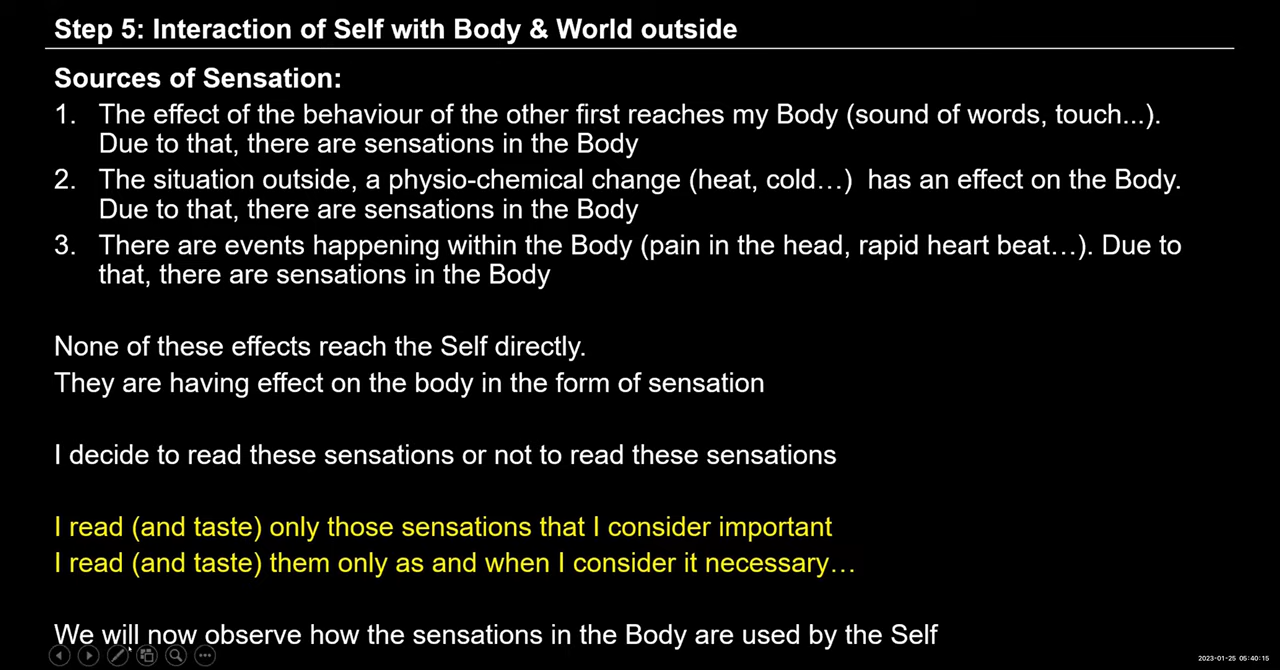 Step 5: Interaction of Self with Body & World outside
Sources of Sensation:
1. The effect of the behaviour of the other first reaches my Body (sound of words, touch...).
Due to that, there are sensations in the Body
2. The situation outside, a physio-chemical change (heat, cold…) has an effect on the Body.
Due to that, there are sensations in the Body
3. There are events happening within the Body (pain in the head, rapid heart beat…). Due to
that, there are sensations in the Body
None of these effects reach the Self directly.
They are having effect on the body in the form of sensation
I decide to read these sensations or not to read these sensations
I read (and taste) only those sensations that I consider important
I read (and taste) them only as and when I consider it necessary…
We will now observe how the sensations in the Body are used by the Self
2023-01-25 05:40:15